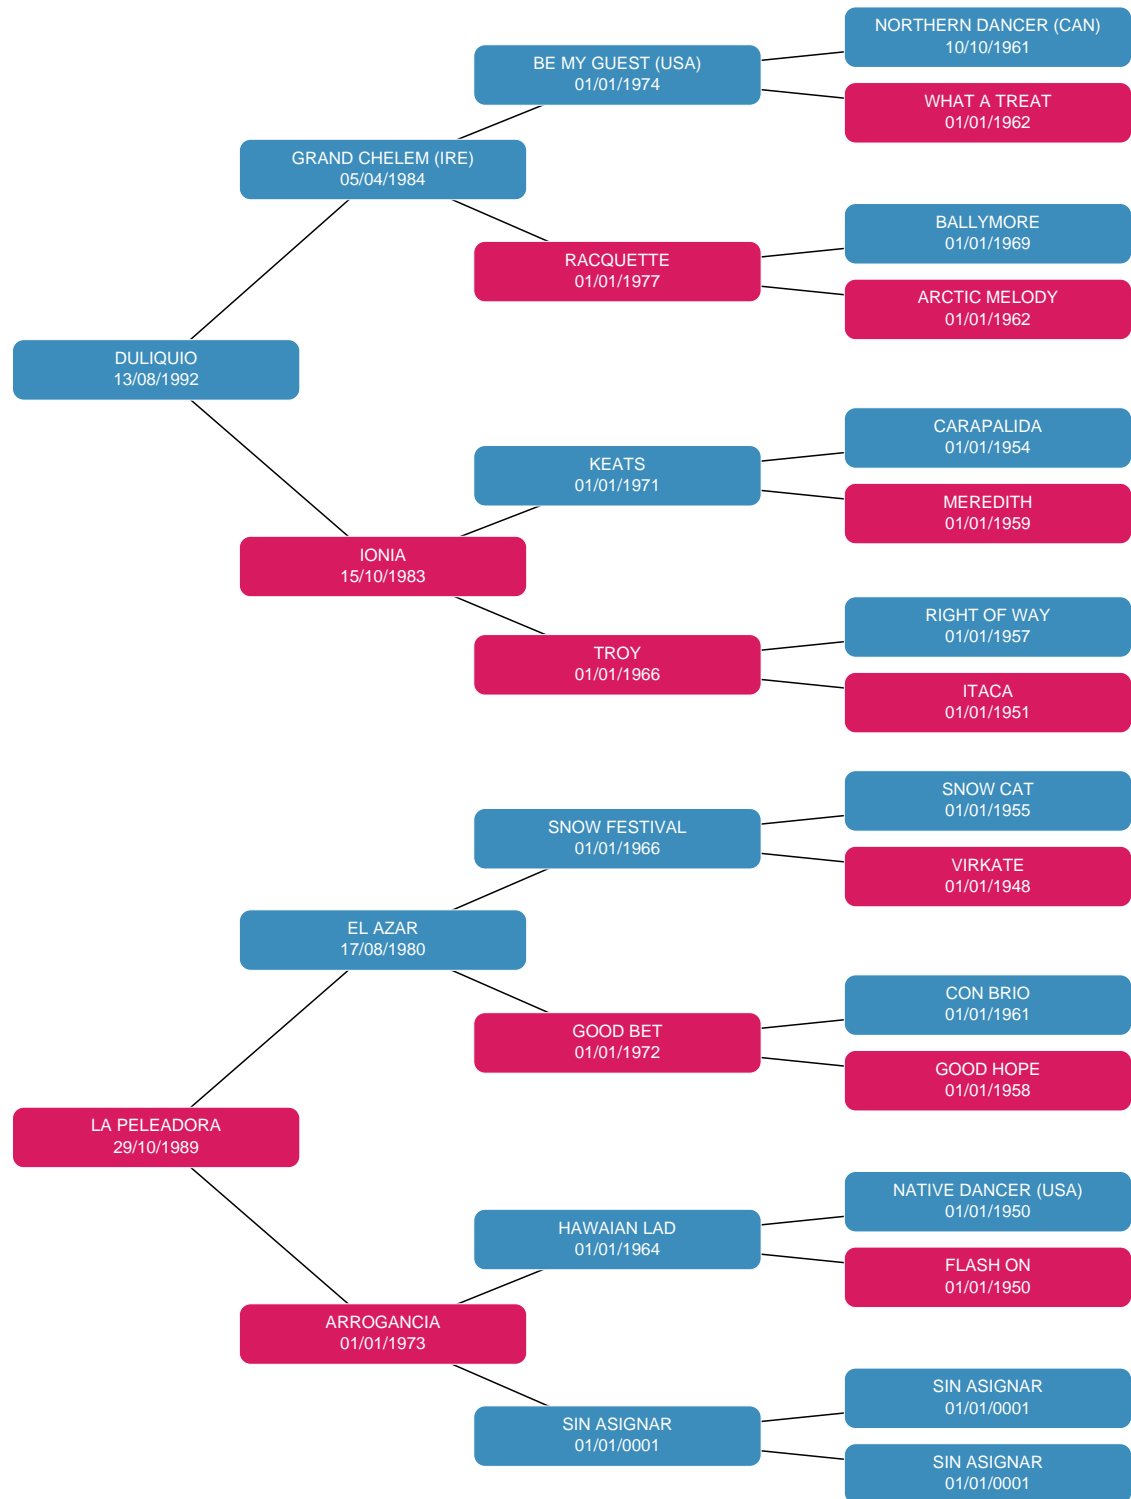 NORTHERN DANCER (CAN)
10/10/1961
BE MY GUEST (USA)
01/01/1974
WHAT A TREAT
01/01/1962
GRAND CHELEM (IRE)
05/04/1984
BALLYMORE
01/01/1969
RACQUETTE
01/01/1977
ARCTIC MELODY
01/01/1962
DULIQUIO
13/08/1992
CARAPALIDA
01/01/1954
KEATS
01/01/1971
MEREDITH
01/01/1959
IONIA
15/10/1983
RIGHT OF WAY
01/01/1957
TROY
01/01/1966
ITACA
01/01/1951
SNOW CAT
01/01/1955
SNOW FESTIVAL
01/01/1966
VIRKATE
01/01/1948
EL AZAR
17/08/1980
CON BRIO
01/01/1961
GOOD BET
01/01/1972
GOOD HOPE
01/01/1958
LA PELEADORA
29/10/1989
NATIVE DANCER (USA)
01/01/1950
HAWAIAN LAD
01/01/1964
FLASH ON
01/01/1950
ARROGANCIA
01/01/1973
SIN ASIGNAR
01/01/0001
SIN ASIGNAR
01/01/0001
SIN ASIGNAR
01/01/0001